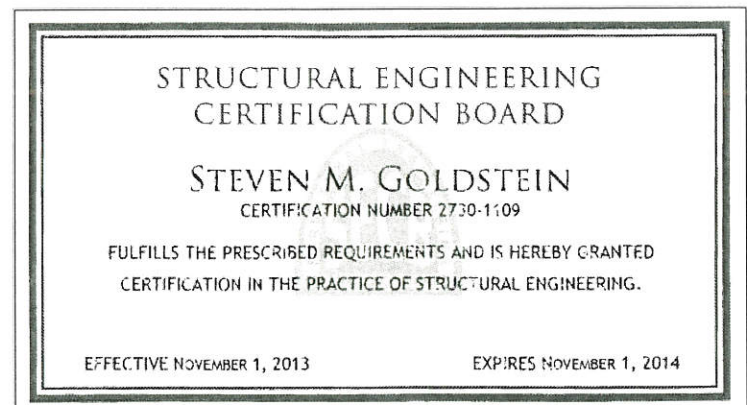 STRUCTURAL ENGINEERING
CERTIFICATION BOARD
STEVEN M. GOLDSTEIN
CERTIFICATION NUMBER 2730-1109
FULFILLS THE PRESCRIBED REQUIREMENTS AND IS HEREBY GRANTED
CERTIFICATION IN THE PRACTICE OF STRUCTURAL ENGINEERING.
EFFECTIVE NOVEMBER 1, 2013 EXPIRES NOVEMBER 1, 2014